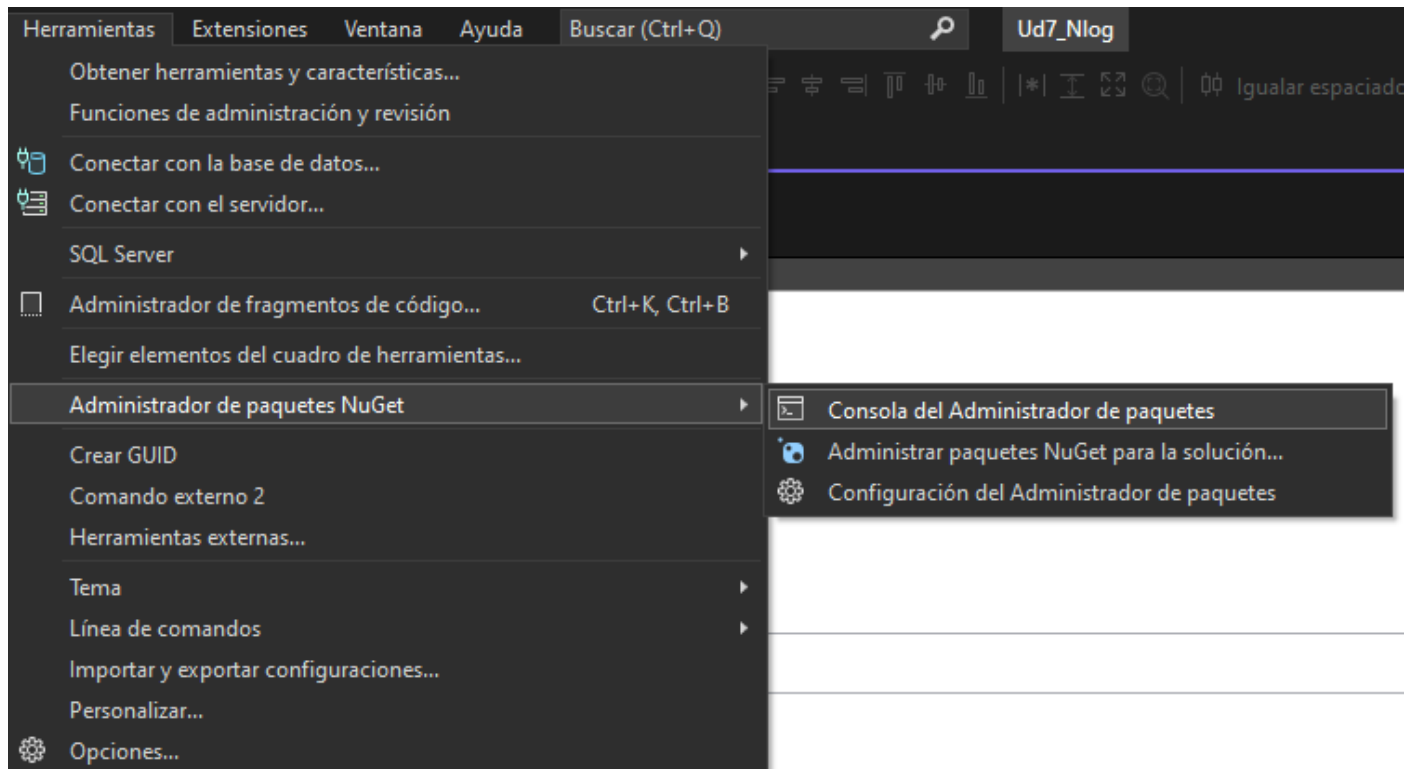 Herramientas Extensiones Ventana Ayuda Buscar (Ctrl+Q) Ud7_Nlog
Obtener herramientas y características...
Igualar espaciado
Funciones de administración y revisión
Conectar con la base de datos...
Conectar con el servidor...
SQL Server
Administrador de fragmentos de código... Ctrl+K, Ctrl+B
Elegir elementos del cuadro de herramientas...
Administrador de paquetes NuGet
Consola del Administrador de paquetes
Administrar paquetes NuGet para la solución...
Configuración del Administrador de paquetes
Crear GUID
Comando externo 2
Herramientas externas...
Tema
Línea de comandos
Importar y exportar configuraciones...
Personalizar...
Opciones...